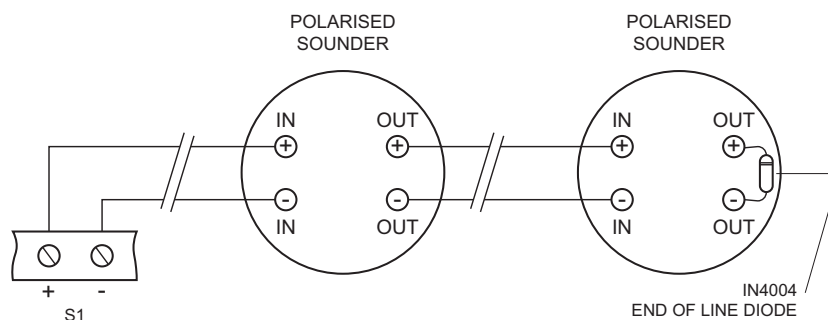 POLARISED
SOUNDER
POLARISED
SOUNDER
IN OUT IN OUT
+ + + +
- - - -
IN OUT IN OUT
+ -
S1
IN4004
END OF LINE DIODE